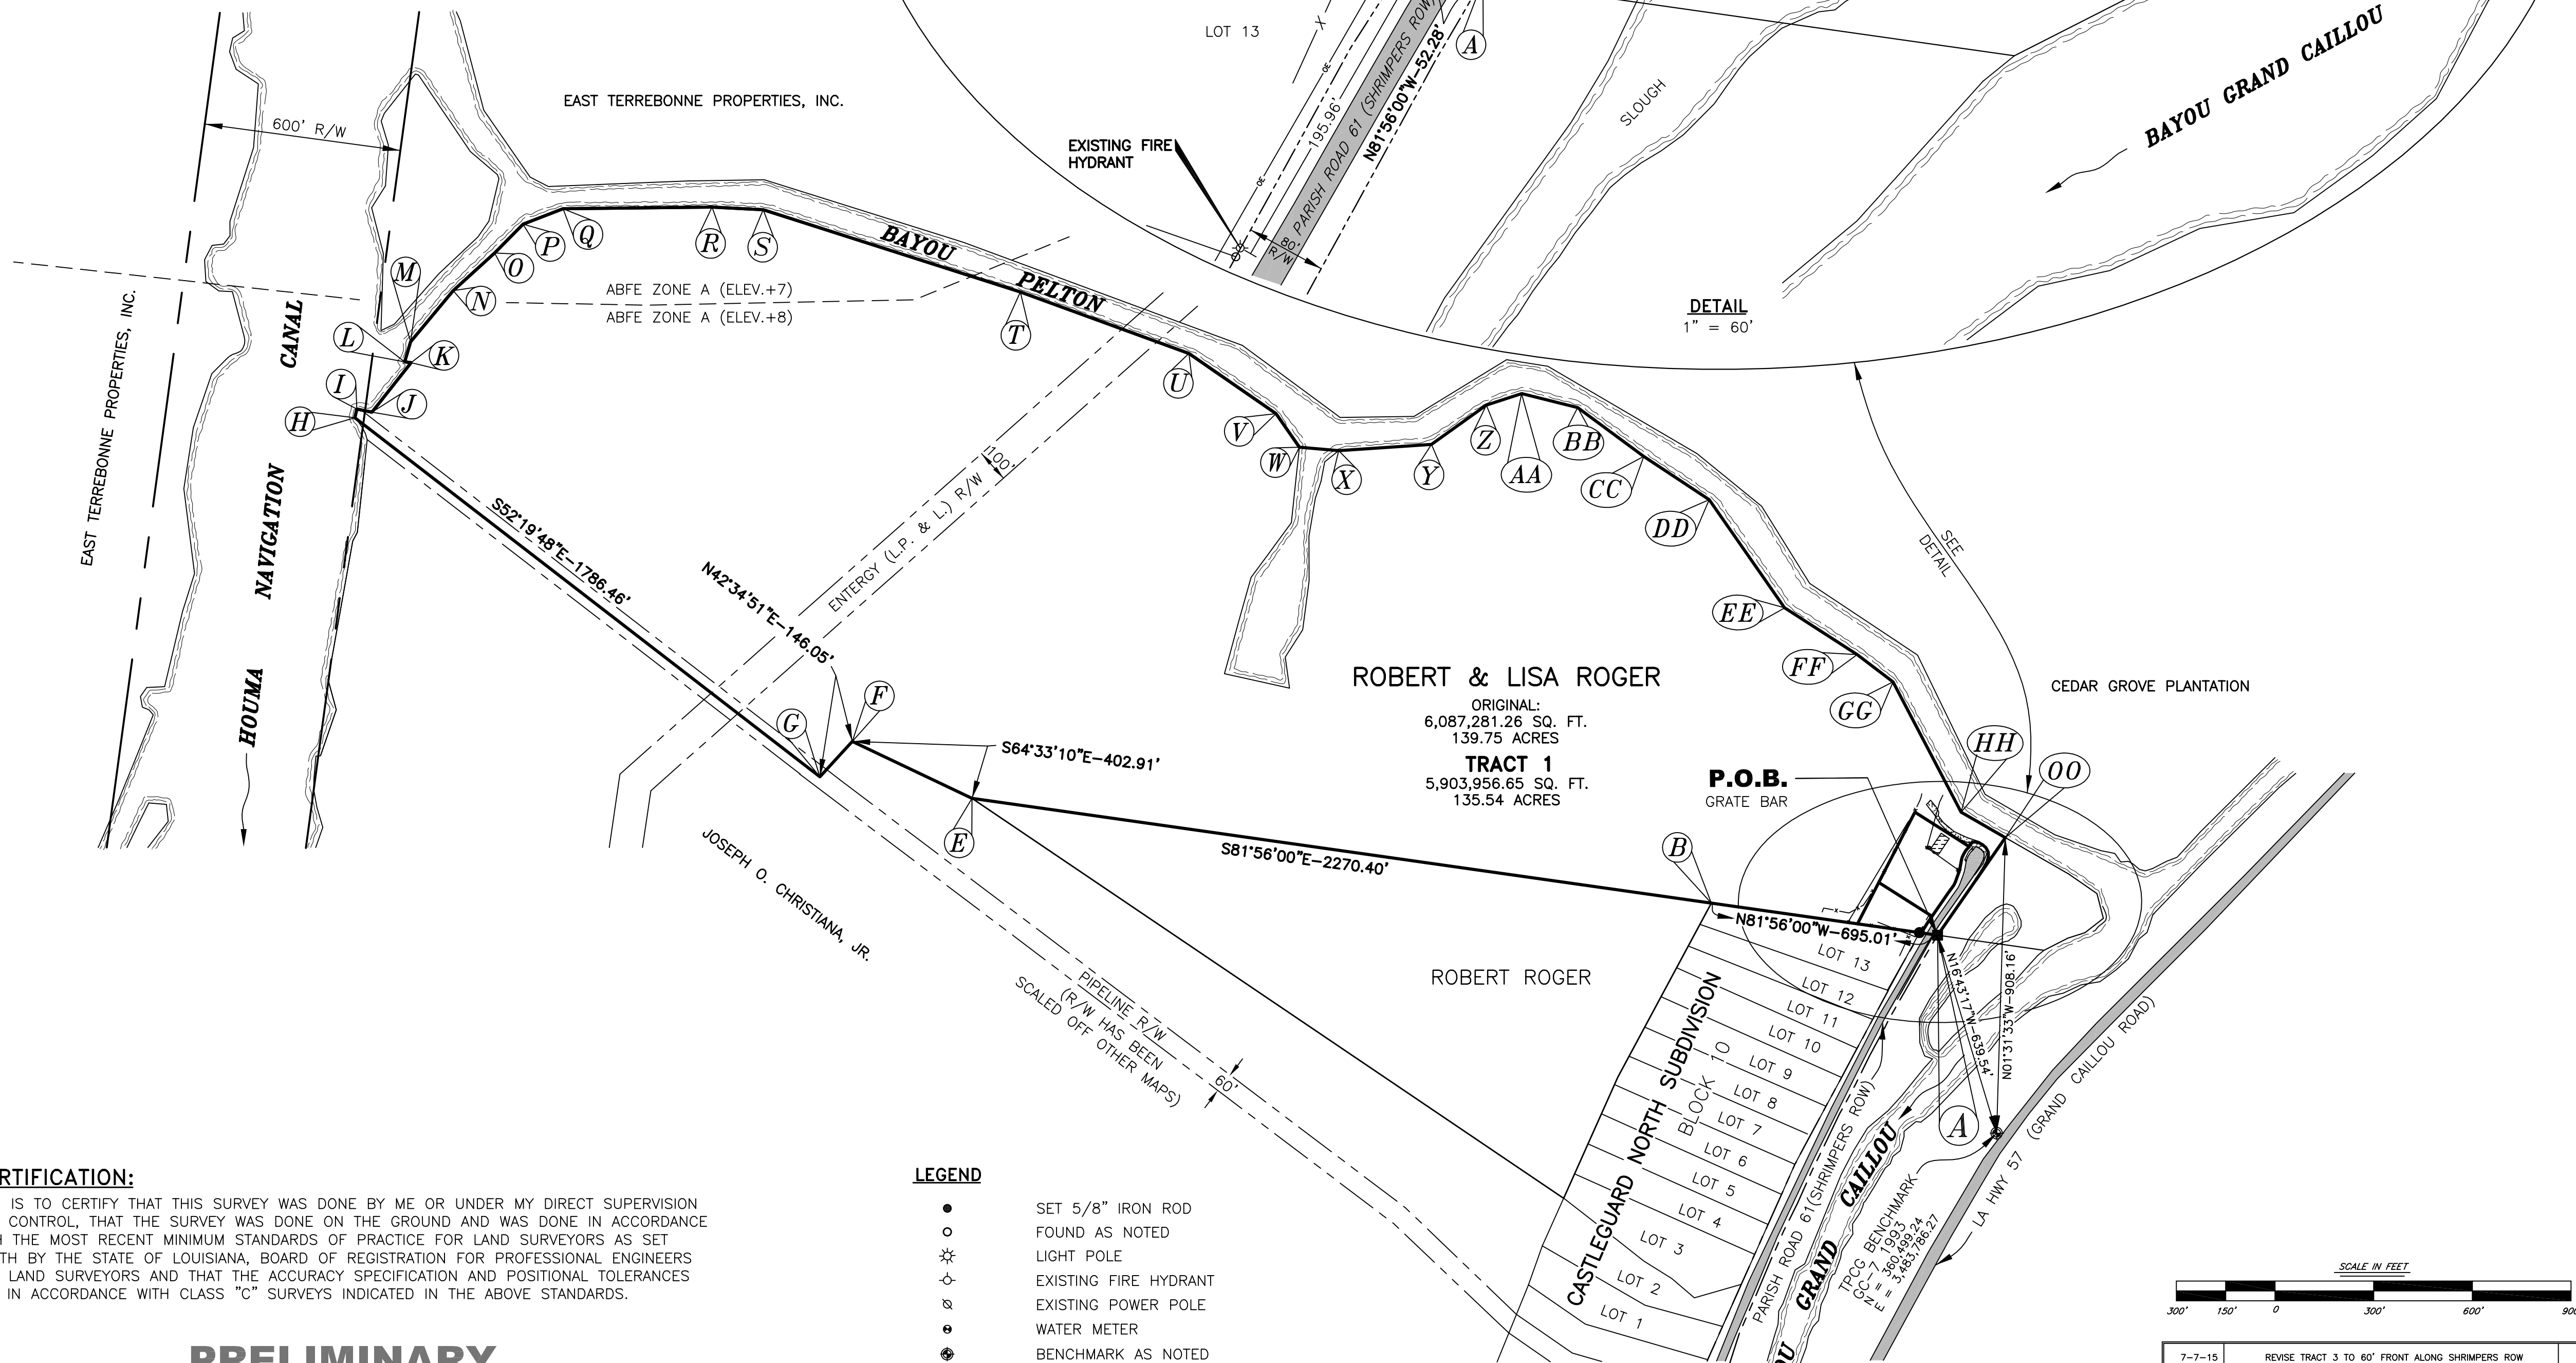 LOT 13
X
195.96'
OE
OE
PARISH ROAD 61 (SHRIMPERS ROW)
N81°56'00"W-52.28'
A
SLOUGH
BAYOU GRAND CAILLOU
EAST TERREBONNE PROPERTIES, INC.
600' R/W
EXISTING FIRE
HYDRANT
80'
R/W
DETAIL
1" = 60'
P
Q
R
S
O
M
N
BAYOU
PELTON
ABFE ZONE A (ELEV.+7)
ABFE ZONE A (ELEV.+8)
T
L
K
I
J
H
U
V
W
X
Y
Z
AA
BB
CC
DD
EE
FF
GG
HH
OO
EAST TERREBONNE PROPERTIES, INC.
HOUMA NAVIGATION CANAL
S52°19'48"E-1786.46'
N42°34'51"E-146.05'
ENTERGY (L.P. & L.) R/W
100'
SEE
DETAIL
ROBERT & LISA ROGER
ORIGINAL:
6,087,281.26 SQ. FT.
139.75 ACRES
TRACT 1
5,903,956.65 SQ. FT.
135.54 ACRES
CEDAR GROVE PLANTATION
P.O.B.
GRATE BAR
G
F
S64°33'10"E-402.91'
E
S81°56'00"E-2270.40'
B
N81°56'00"W-695.01'
JOSEPH O. CHRISTIANA, JR.
ROBERT ROGER
PIPELINE R/W
(R/W HAS BEEN
SCALED OFF OTHER MAPS)
60'
CASTLEGUARD NORTH SUBDIVISION
BLOCK 10
LOT 13
LOT 12
LOT 11
LOT 10
LOT 9
LOT 8
LOT 7
LOT 6
LOT 5
LOT 4
LOT 3
LOT 2
LOT 1
PARISH ROAD 61(SHRIMPERS ROW)
N16°43'17"W-639.54'
N01°31'33"W-908.16'
A
GRAND CAILLOU
OU
TPCG BENCHMARK
GC-7 1993
N = 360,499.24
E = 3,483,786.27
LA HWY 57 (GRAND CAILLOU ROAD)
RTIFICATION:
IS TO CERTIFY THAT THIS SURVEY WAS DONE BY ME OR UNDER MY DIRECT SUPERVISION
CONTROL, THAT THE SURVEY WAS DONE ON THE GROUND AND WAS DONE IN ACCORDANCE
H THE MOST RECENT MINIMUM STANDARDS OF PRACTICE FOR LAND SURVEYORS AS SET
TH BY THE STATE OF LOUISIANA, BOARD OF REGISTRATION FOR PROFESSIONAL ENGINEERS
LAND SURVEYORS AND THAT THE ACCURACY SPECIFICATION AND POSITIONAL TOLERANCES
IN ACCORDANCE WITH CLASS "C" SURVEYS INDICATED IN THE ABOVE STANDARDS.
PRELIMINARY
LEGEND
SET 5/8" IRON ROD
FOUND AS NOTED
LIGHT POLE
EXISTING FIRE HYDRANT
EXISTING POWER POLE
WATER METER
BENCHMARK AS NOTED
SCALE IN FEET
300' 150' 0 300' 600' 900
7-7-15 REVISE TRACT 3 TO 60' FRONT ALONG SHRIMPERS ROW